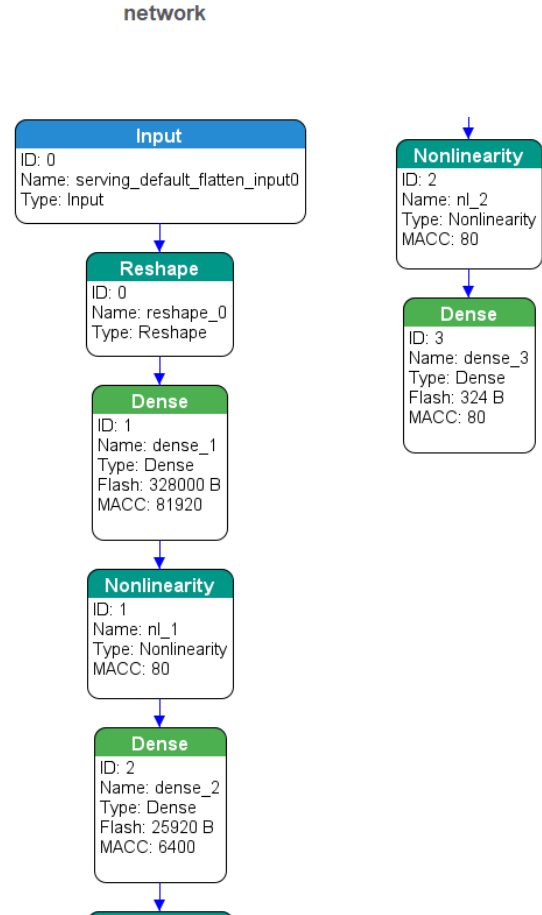 network
Input
ID: 0
Name: serving_default_flatten_input0
Type: Input
Reshape
ID: 0
Name: reshape_0
Type: Reshape
Dense
ID: 1
Name: dense_1
Type: Dense
Flash: 328000 B
MACC: 81920
Nonlinearity
ID: 1
Name: nl_1
Type: Nonlinearity
MACC: 80
Dense
ID: 2
Name: dense_2
Type: Dense
Flash: 25920 B
MACC: 6400
Nonlinearity
ID: 2
Name: nl_2
Type: Nonlinearity
MACC: 80
Dense
ID: 3
Name: dense_3
Type: Dense
Flash: 324 B
MACC: 80